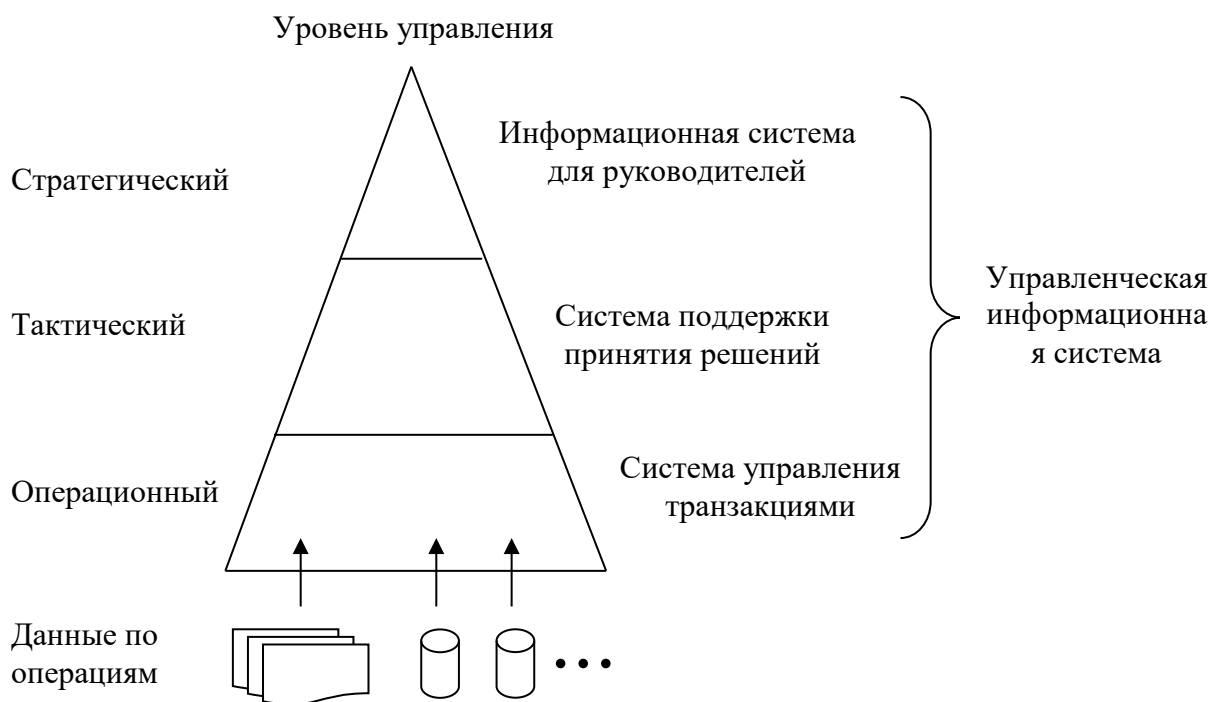 Уровень управления
Информационная система
для руководителей
Стратегический
Управленческая
информационна
я система
Тактический
Система поддержки
принятия решений
Система управления
транзакциями
Операционный
Данные по
операциям